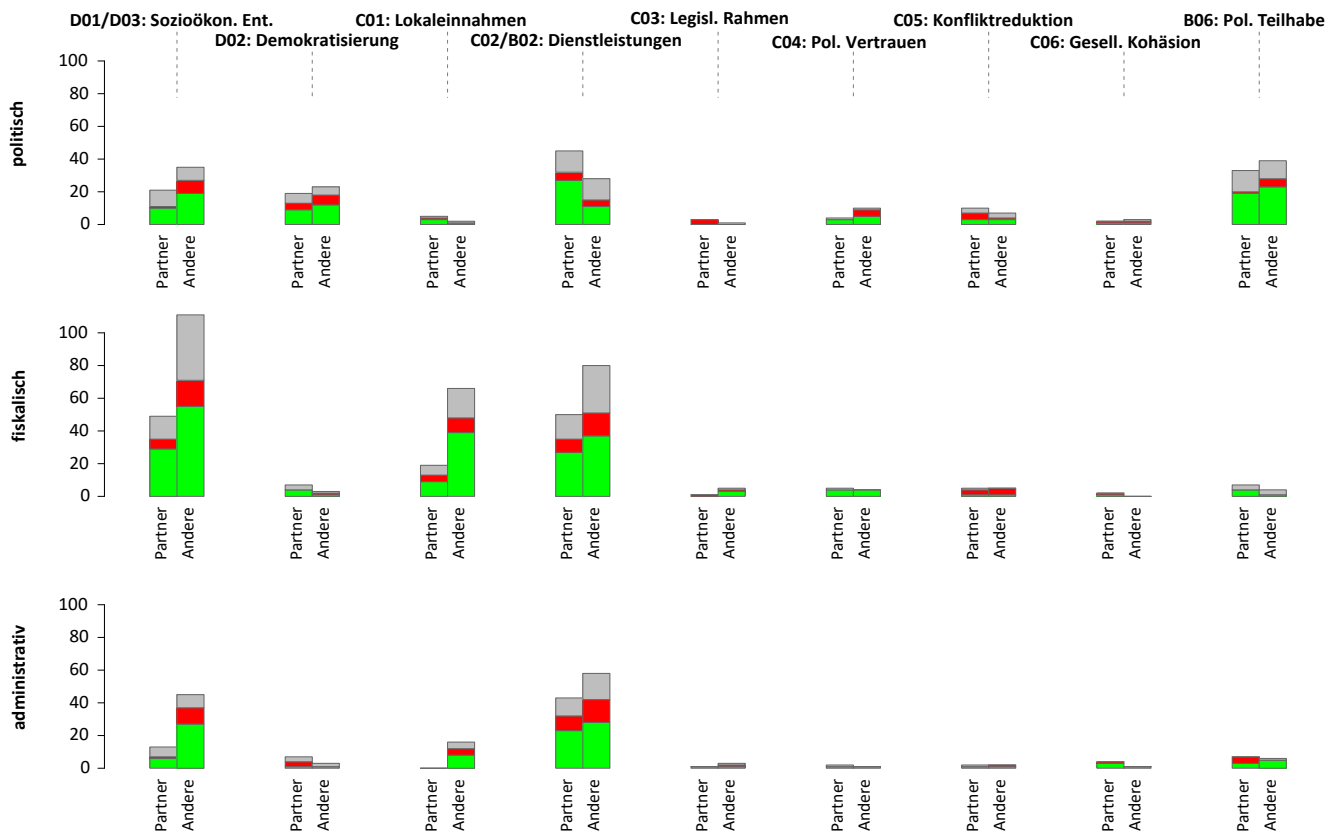 D01/D03: Sozioökon. Ent. C01: Lokaleinnahmen C03: Legisl. Rahmen C05: Konfliktreduktion B06: Pol. Teilhabe
D02: Demokratisierung C02/B02: Dienstleistungen C04: Pol. Vertrauen C06: Gesell. Kohäsion
politisch
100
80
60
40
20
0
Partner Andere Partner Andere Partner Andere Partner Andere Partner Andere Partner Andere Partner Andere Partner Andere Partner Andere
fiskalisch
100
80
60
40
20
0
Partner Andere Partner Andere Partner Andere Partner Andere Partner Andere Partner Andere Partner Andere Partner Andere Partner Andere
administrativ
100
80
60
40
20
0
Partner Andere Partner Andere Partner Andere Partner Andere Partner Andere Partner Andere Partner Andere Partner Andere Partner Andere